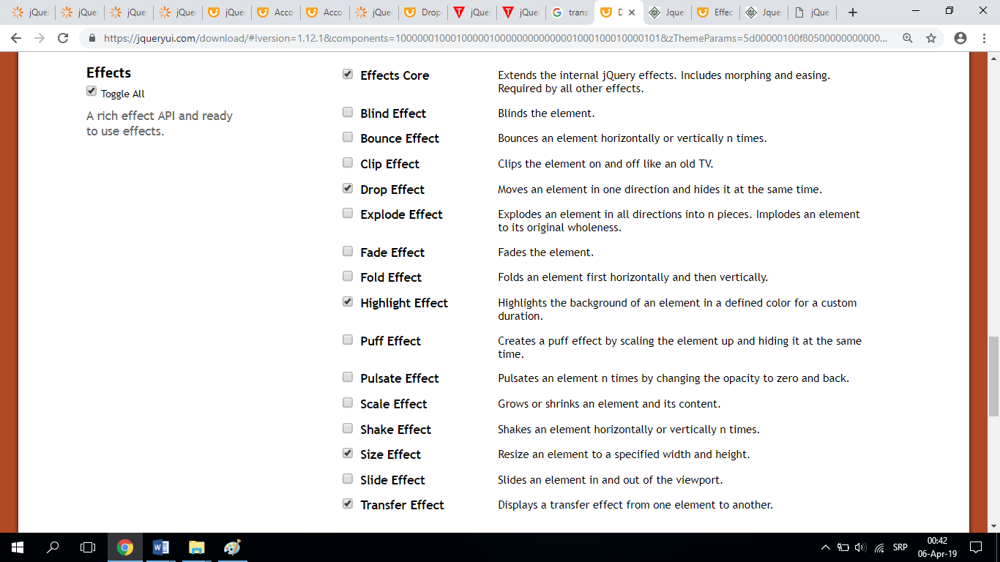 jQuer
jQuer
jQuer
jQuer
jQuer
Acco
Acco
jQuer
Drop
jQuer
jQuer
trans
D
Jque
Effec
Jque
jQue
https://jqueryui.com/download/#!version=1.12.1&components=100000010001000001000000000000010001000100000101&zThemeParams=5d00000100f80500000000000...
Effects
Toggle All
A rich effect API and ready
to use effects.
Effects Core
Extends the internal jQuery effects. Includes morphing and easing.
Required by all other effects.
Blind Effect
Blinds the element.
Bounce Effect
Bounces an element horizontally or vertically n times.
Clip Effect
Clips the element on and off like an old TV.
Drop Effect
Moves an element in one direction and hides it at the same time.
Explode Effect
Explodes an element in all directions into n pieces. Implodes an element
to its original wholeness.
Fade Effect
Fades the element.
Fold Effect
Folds an element first horizontally and then vertically.
Highlight Effect
Highlights the background of an element in a defined color for a custom
duration.
Puff Effect
Creates a puff effect by scaling the element up and hiding it at the same
time.
Pulsate Effect
Pulsates an element n times by changing the opacity to zero and back.
Scale Effect
Grows or shrinks an element and its content.
Shake Effect
Shakes an element horizontally or vertically n times.
Size Effect
Resize an element to a specified width and height.
Slide Effect
Slides an element in and out of the viewport.
Transfer Effect
Displays a transfer effect from one element to another.
SRP
00:42
06-Apr-19